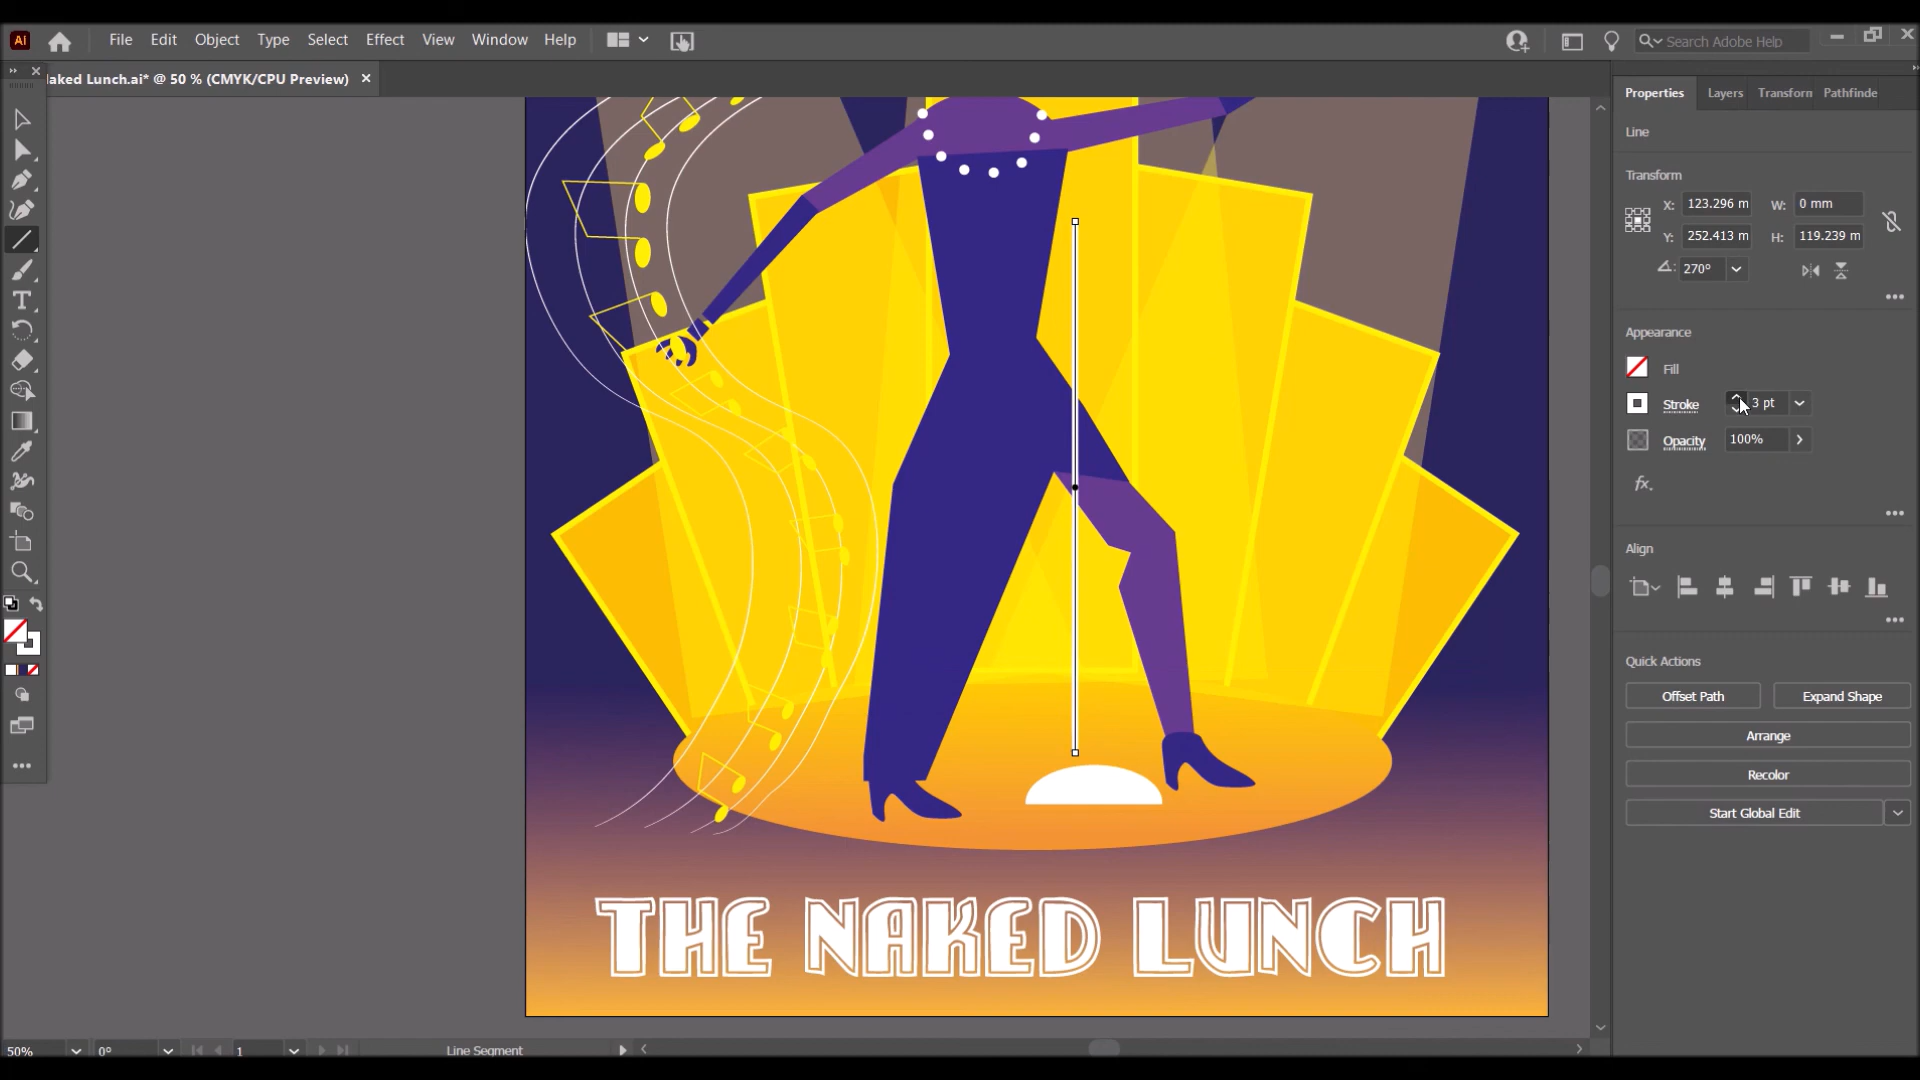 Ai File Edit Object Type Select Effect View Window Help Search Adobe Help
aked Lunch.ai* @ 50 % (CMYK/CPU Preview) ×
Properties Layers Transform Pathfinde
Line
Transform
X: 123.296 m W: 0 mm
Y: 252.413 m H: 119.239 m
270°
Appearance
Fill
Stroke 3 pt
Opacity 100%
fx.
Align
Quick Actions
Offset Path Expand Shape
Arrange
Recolor
Start Global Edit
THE NAKED LUNCH
50% 0° 1 Line Segment